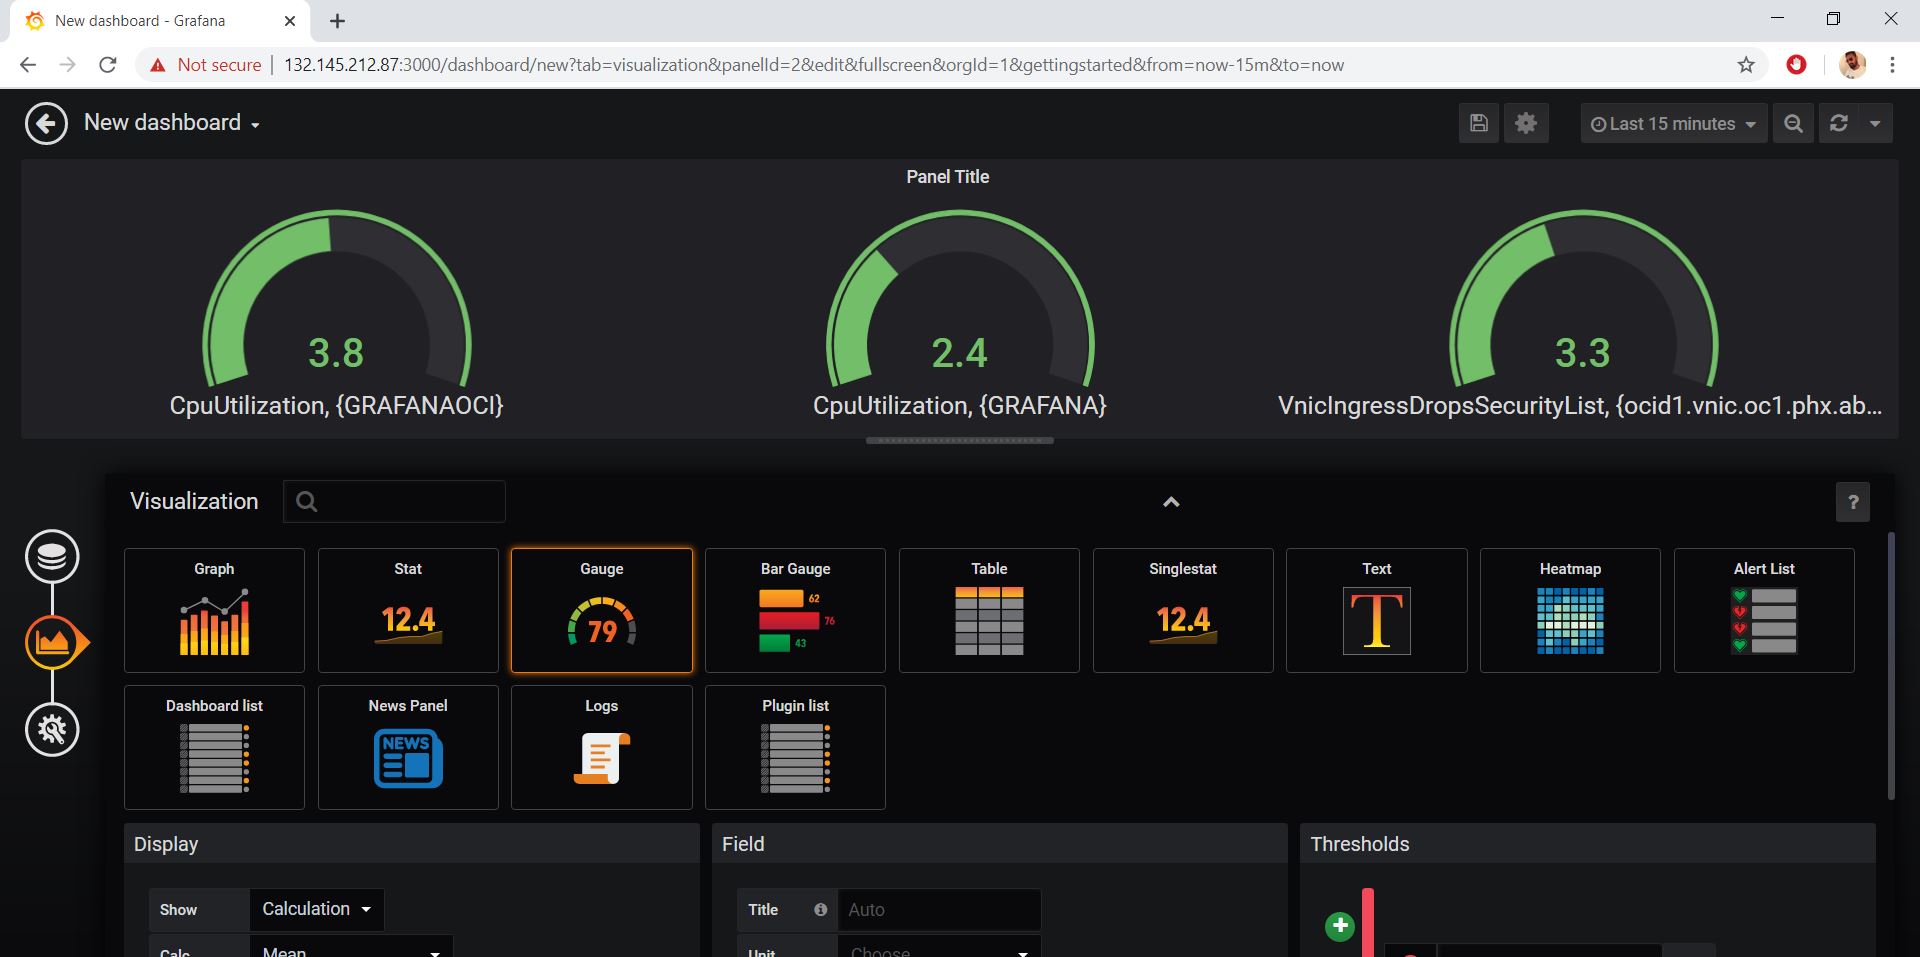 New dashboard - Grafana
Not secure
132.145.212.87:3000/dashboard/new?tab=visualization&panelId=2&edit&fullscreen&orgId=1&gettingstarted&from=now-15m&to=now
New dashboard
Last 15 minutes
Panel Title
3.8
2.4
3.3
CpuUtilization, {GRAFANAOCI}
CpuUtilization, {GRAFANA}
VnicIngressDropsSecurityList, {ocid1.vnic.oc1.phx.ab...
Visualization
?
Graph
Stat
Gauge
Bar Gauge
Table
Singlestat
Text
Heatmap
Alert List
12.4
79
62
76
43
12.4
T
Dashboard list
News Panel
Logs
Plugin list
NEWS
Display
Field
Thresholds
Show
Calculation
Title
Auto
Calc
Mean
Unit
Choose